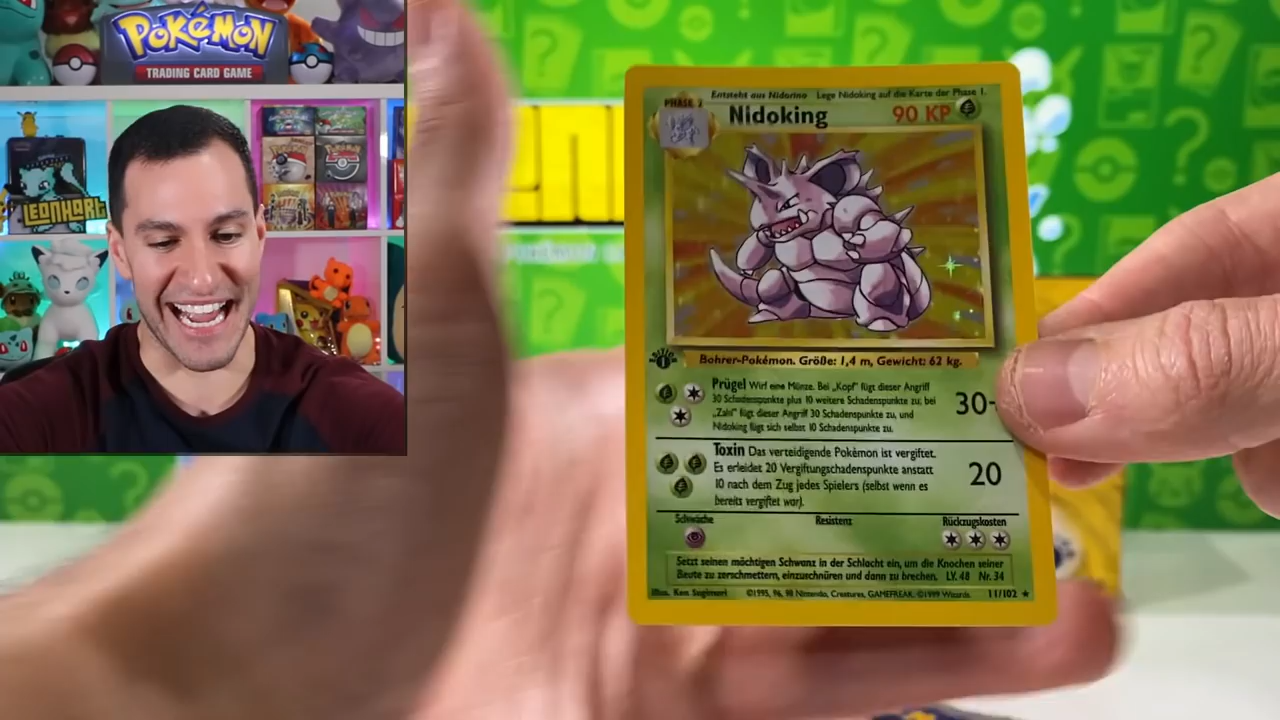 POKéMON
TRADING CARD GAME
LEONHART
Entsteht aus Nidorino Lege Nidoking auf die Karte der Phase 1.
PHASE 2
Nidoking 90 KP
EDITION 1
Bohrer-Pokémon. Größe: 1,4 m, Gewicht: 62 kg.
Prügel Wirf eine Münze. Bei „Kopf" fügt dieser Angriff
30 Schadenspunkte plus 10 weitere Schadenspunkte zu; bei
„Zahl" fügt dieser Angriff 30 Schadenspunkte zu, und
Nidoking fügt sich selbst 10 Schadenspunkte zu.
30
Toxin Das verteidigende Pokémon ist vergiftet.
Es erleidet 20 Vergiftungschadenspunkte anstatt
10 nach dem Zug jedes Spielers (selbst wenn es
bereits vergiftet war).
20
Schwäche Resistenz Rückzugskosten
Setzt seinen mächtigen Schwanz in der Schlacht ein, um die Knochen seiner
Beute zu zerschmettern, einzuschnüren und dann zu brechen. LV. 48 Nr. 34
Illus. Ken Sugimori ©1995, 96, 98 Nintendo, Creatures, GAMEFREAK. ©1999 Wizards. 11/102 ★